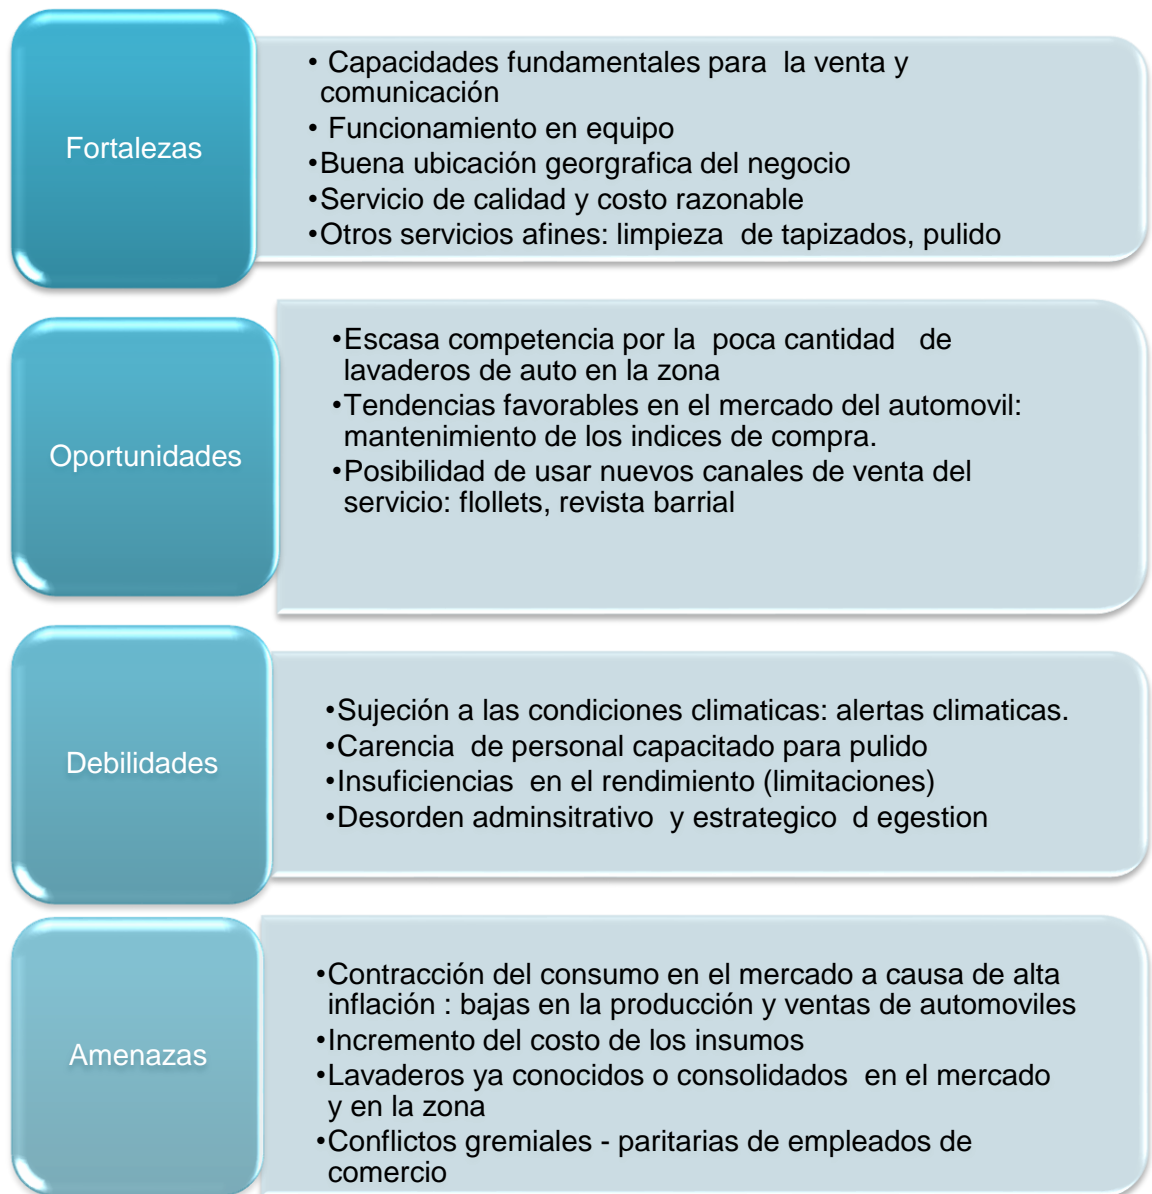 Fortalezas
• Capacidades fundamentales para la venta y
comunicación
• Funcionamiento en equipo
•Buena ubicación georgrafica del negocio
•Servicio de calidad y costo razonable
•Otros servicios afines: limpieza de tapizados, pulido
Oportunidades
•Escasa competencia por la poca cantidad de
lavaderos de auto en la zona
•Tendencias favorables en el mercado del automovil:
mantenimiento de los indices de compra.
•Posibilidad de usar nuevos canales de venta del
servicio: flollets, revista barrial
Debilidades
•Sujeción a las condiciones climaticas: alertas climaticas.
•Carencia de personal capacitado para pulido
•Insuficiencias en el rendimiento (limitaciones)
•Desorden adminsitrativo y estrategico d egestion
Amenazas
•Contracción del consumo en el mercado a causa de alta
inflación : bajas en la producción y ventas de automoviles
•Incremento del costo de los insumos
•Lavaderos ya conocidos o consolidados en el mercado
y en la zona
•Conflictos gremiales - paritarias de empleados de
comercio